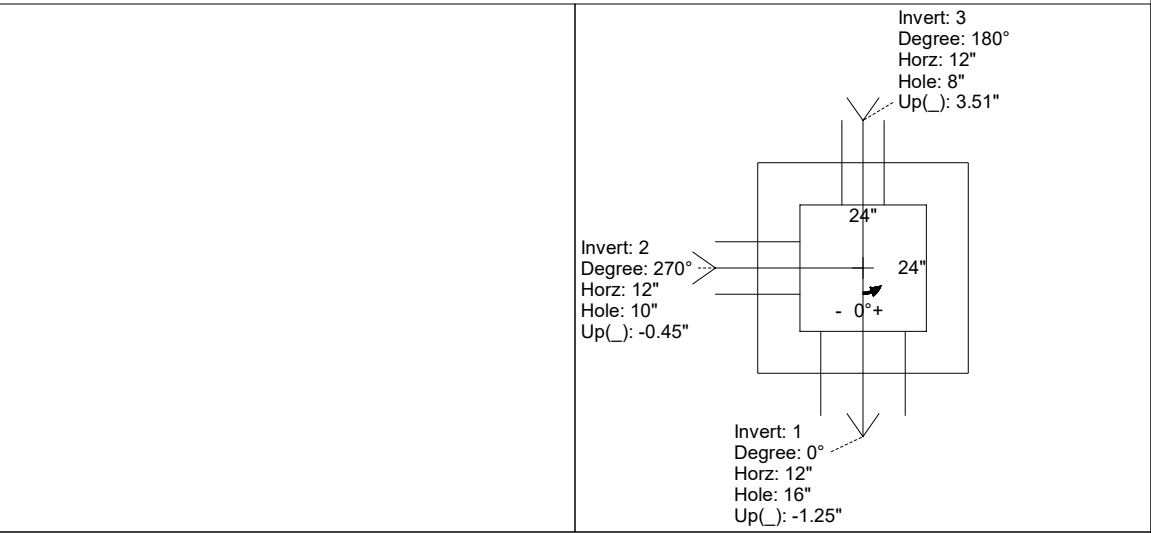 Invert: 3
Degree: 180°
Horz: 12"
Hole: 8"
Up(_): 3.51"
24"
24"
- 0°+
Invert: 2
Degree: 270°
Horz: 12"
Hole: 10"
Up(_): -0.45"
Invert: 1
Degree: 0°
Horz: 12"
Hole: 16"
Up(_): -1.25"